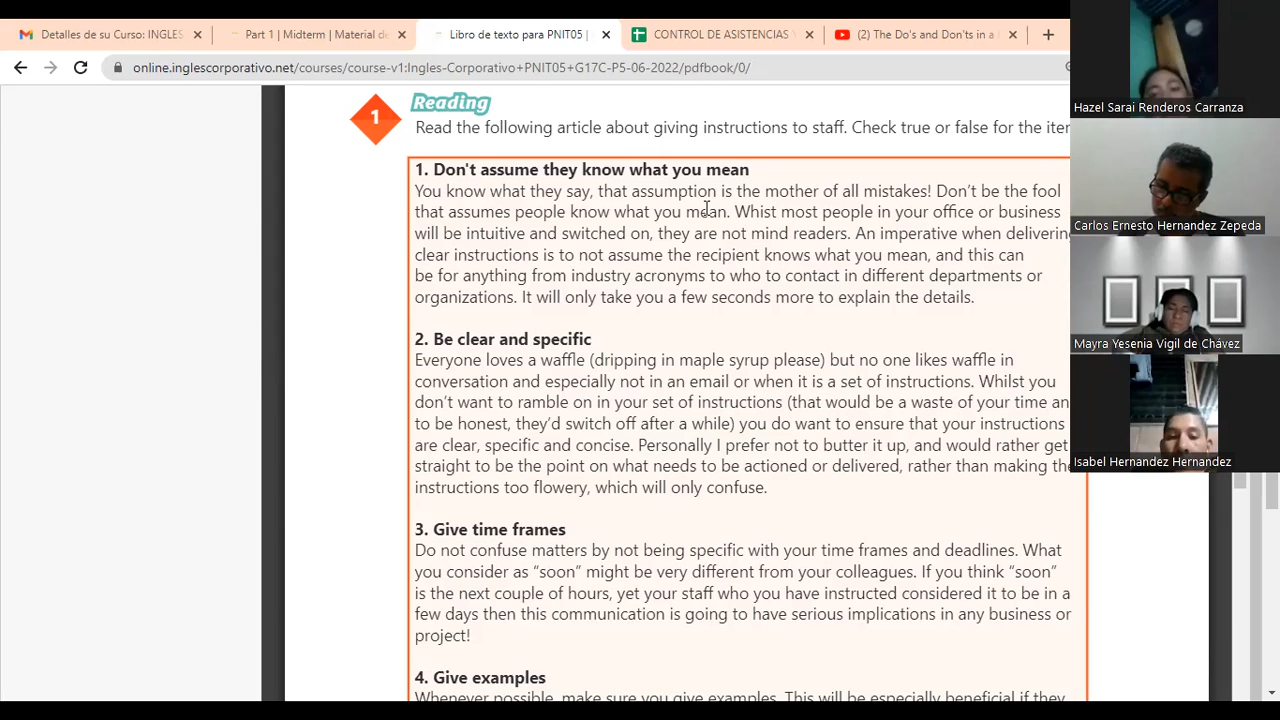 Detalles de su Curso: INGLES
Part 1 | Midterm | Material de
Libro de texto para PNIT05 |
CONTROL DE ASISTENCIAS
(2) The Do's and Don'ts in a
online.inglescorporativo.net/courses/course-v1:Ingles-Corporativo+PNIT05+G17C-P5-06-2022/pdfbook/0/
1
Reading
Read the following article about giving instructions to staff. Check true or false for the
1. Don't assume they know what you mean
You know what they say, that assumption is the mother of all mistakes! Don't be the fool
that assumes people know what you mean. Whist most people in your office or business
will be intuitive and switched on, they are not mind readers. An imperative when delivering
clear instructions is to not assume the recipient knows what you mean, and this can
be for anything from industry acronyms to who to contact in different departments or
organizations. It will only take you a few seconds more to explain the details.
2. Be clear and specific
Everyone loves a waffle (dripping in maple syrup please) but no one likes waffle in
conversation and especially not in an email or when it is a set of instructions. Whilst you
don't want to ramble on in your set of instructions (that would be a waste of your time an
to be honest, they'd switch off after a while) you do want to ensure that your instructions
are clear, specific and concise. Personally I prefer not to butter it up, and would rather get
straight to be the point on what needs to be actioned or delivered, rather than making the
instructions too flowery, which will only confuse.
3. Give time frames
Do not confuse matters by not being specific with your time frames and deadlines. What
you consider as “soon” might be very different from your colleagues. If you think “soon”
is the next couple of hours, yet your staff who you have instructed considered it to be in a
few days then this communication is going to have serious implications in any business or
project!
4. Give examples
Whenever possible, make sure you give examples. This will be especially beneficial if they
Hazel Sarai Renderos Carranza
Carlos Ernesto Hernandez Zepeda
Mayra Yesenia Vigil de Chávez
Isabel Hernandez Hernandez